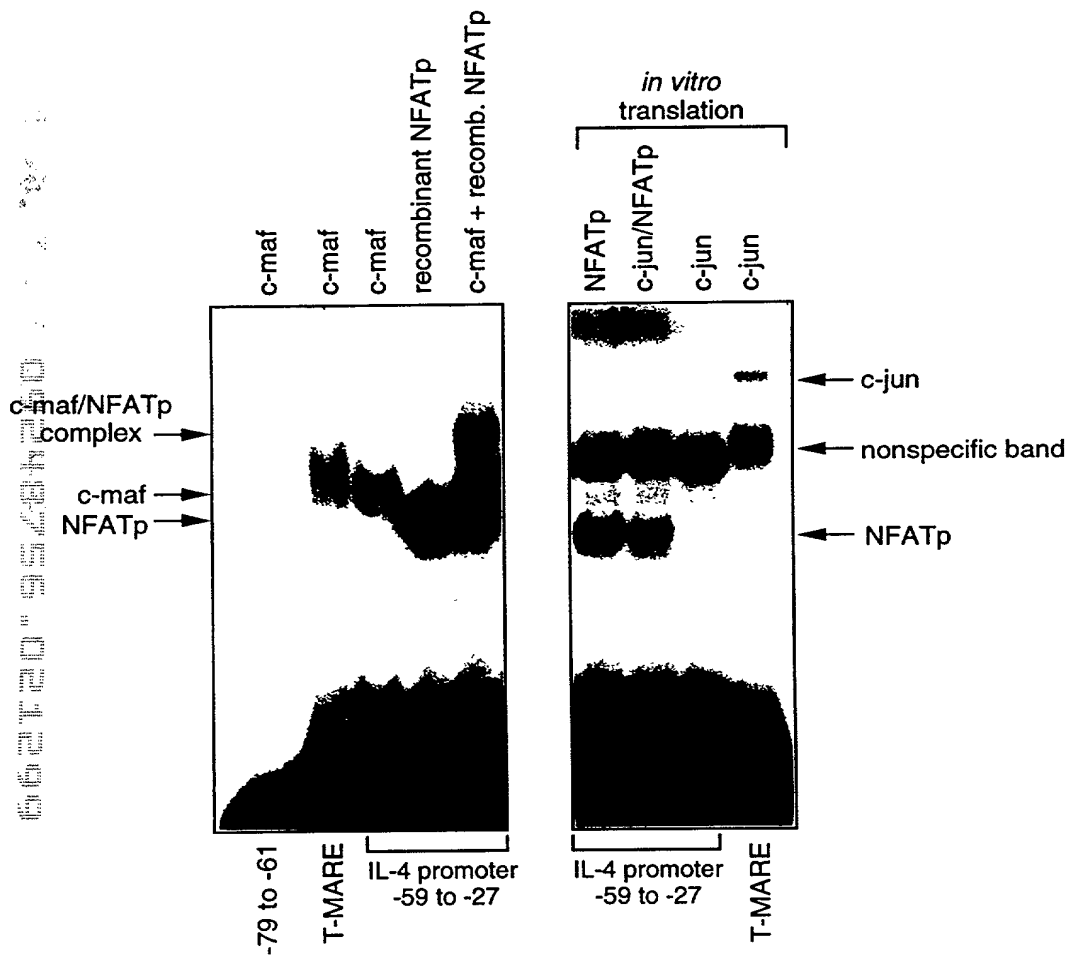 in vitro
translation
c-maf
c-maf
c-maf
recombinant NFATp
c-maf + recomb. NFATp
NFATp
c-jun/NFATp
c-jun
c-jun
c-maf/NFATp
complex
c-maf
NFATp
c-jun
nonspecific band
NFATp
-79 to -61
T-MARE
IL-4 promoter
-59 to -27
IL-4 promoter
-59 to -27
T-MARE